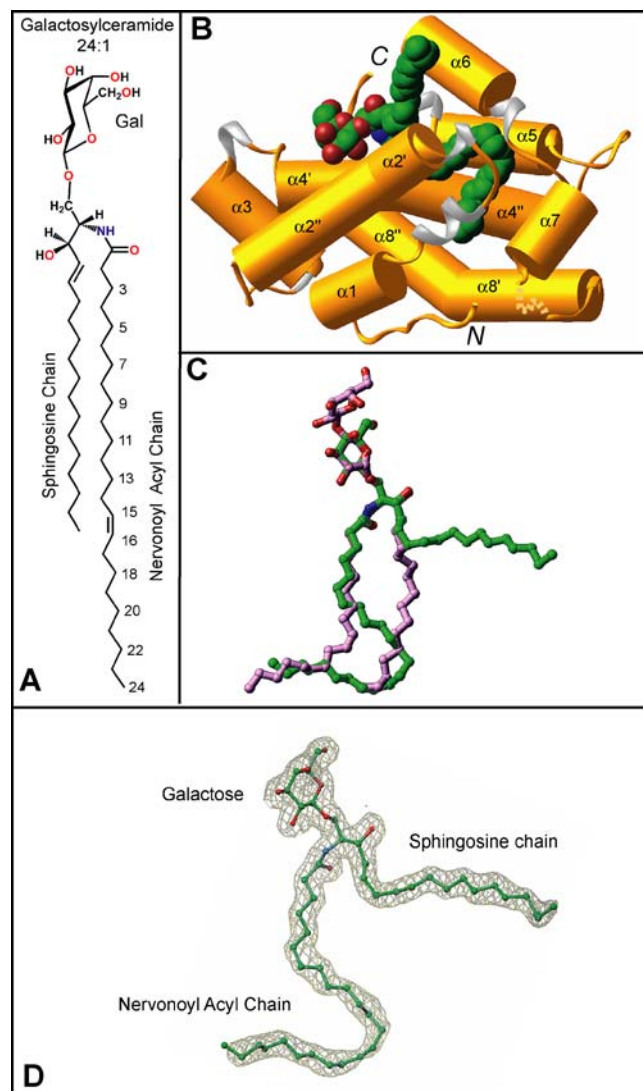 Galactosylceramide
24:1
OH
OH
HO
CH₂OH
Gal
HO
O
O
H₂C
H
NH
HO
H
O
3
5
7
9
11
13
15
16
18
20
22
24
Sphingosine Chain
Nervonoyl Acyl Chain
A
B
C
α6
α5
α2'
α4'
α3
α2"
α4"
α7
α8"
α1
α8'
N
C
Galactose
Sphingosine chain
Nervonoyl Acyl Chain
D